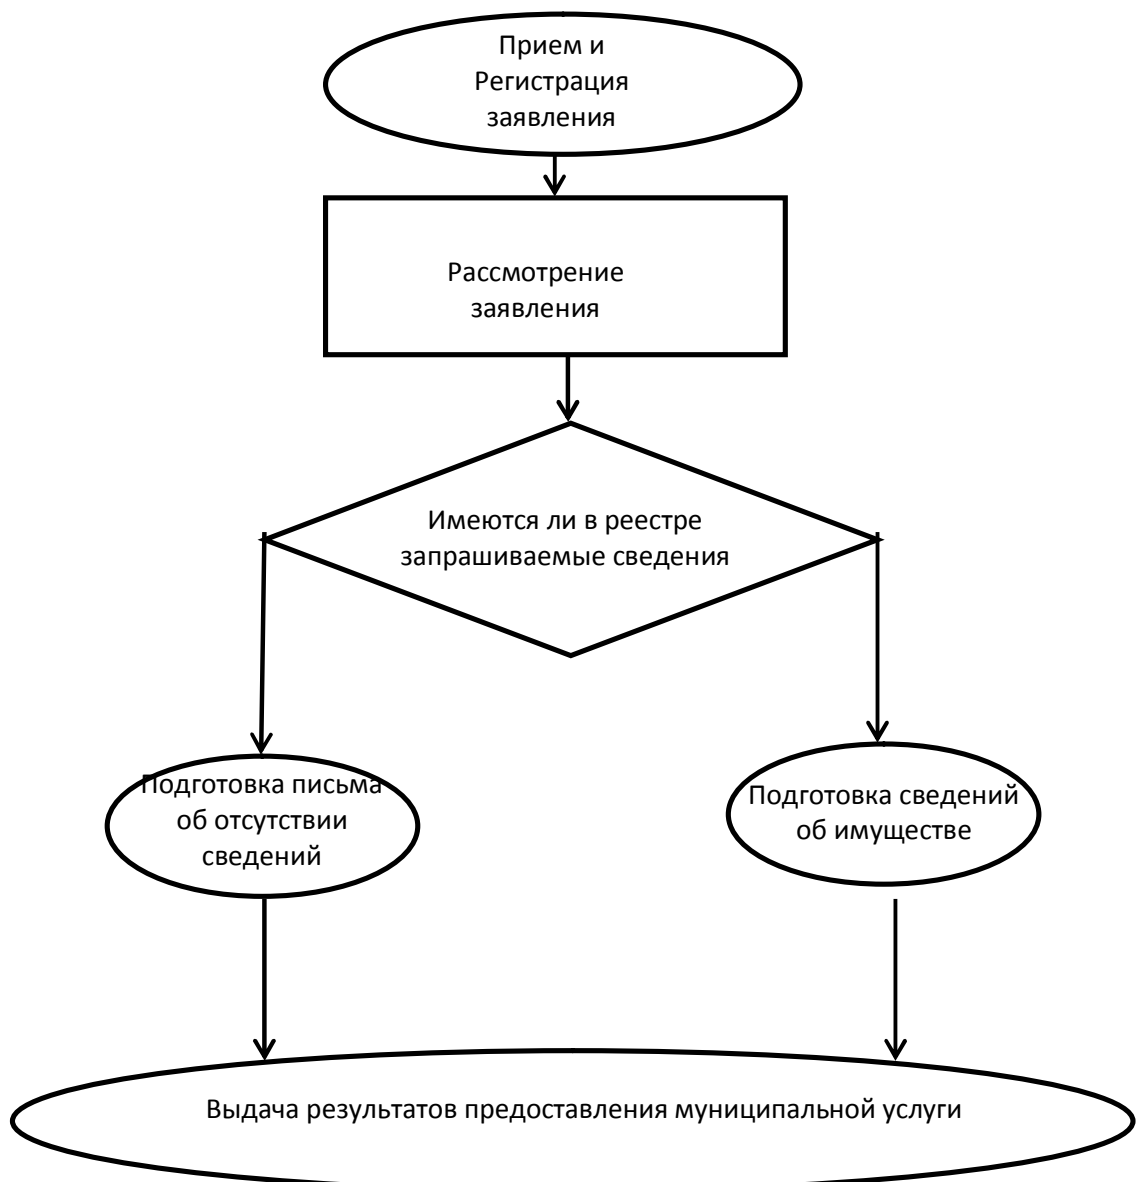 Прием и
Регистрация
заявления
Рассмотрение
заявления
Имеются ли в реестре
запрашиваемые сведения
Подготовка письма
об отсутствии
сведений
Подготовка сведений
об имуществе
Выдача результатов предоставления муниципальной услуги